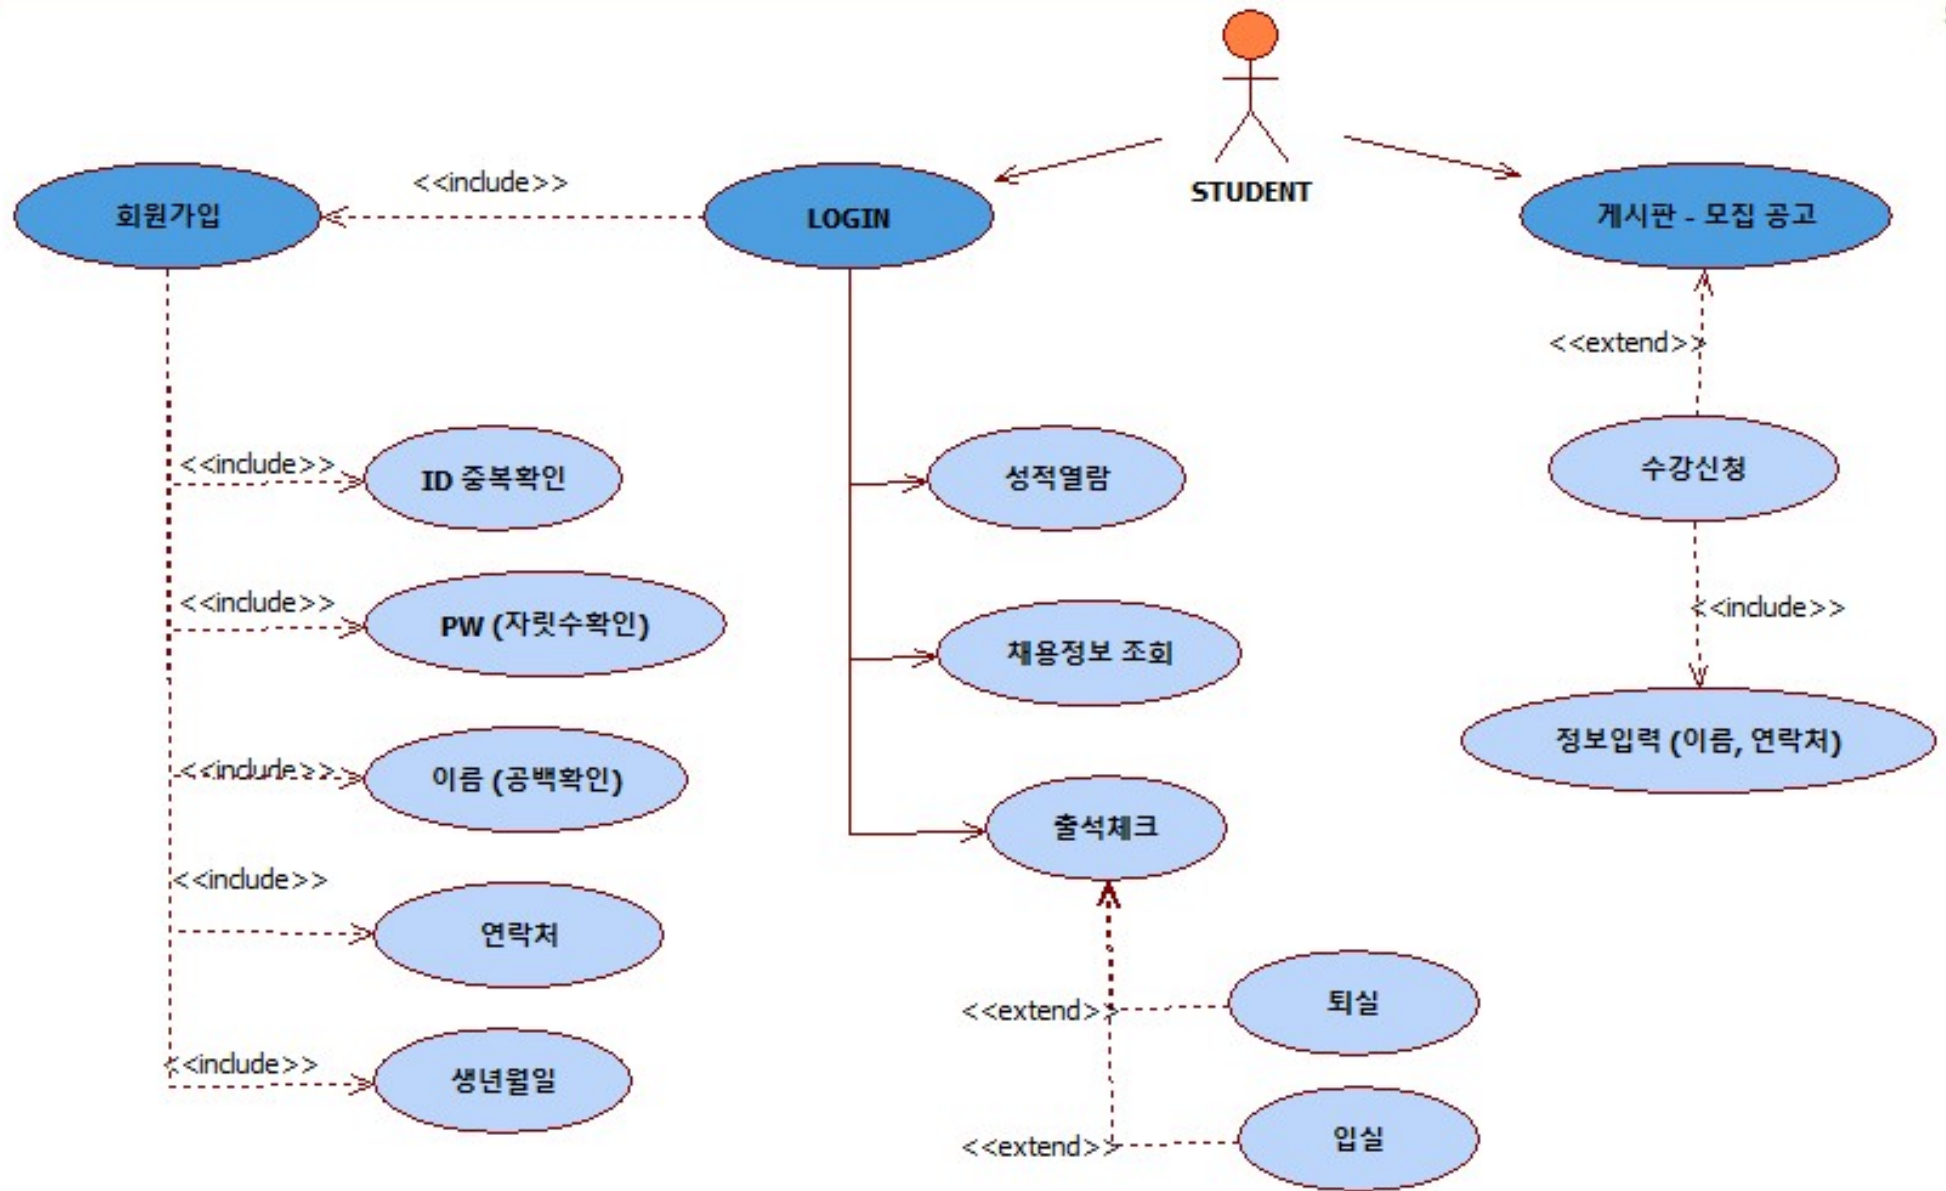 STUDENT
회원가입
<<include>>
LOGIN
게시판 - 모집 공고
<<extend>>
<<include>>
ID 중복확인
성적열람
수강신청
<<include>>
PW (자릿수확인)
채용정보 조회
<<include>>
정보입력 (이름, 연락처)
<<include>>
이름 (공백확인)
출석체크
<<include>>
연락처
<<extend>>
퇴실
<<include>>
생년월일
<<extend>>
입실